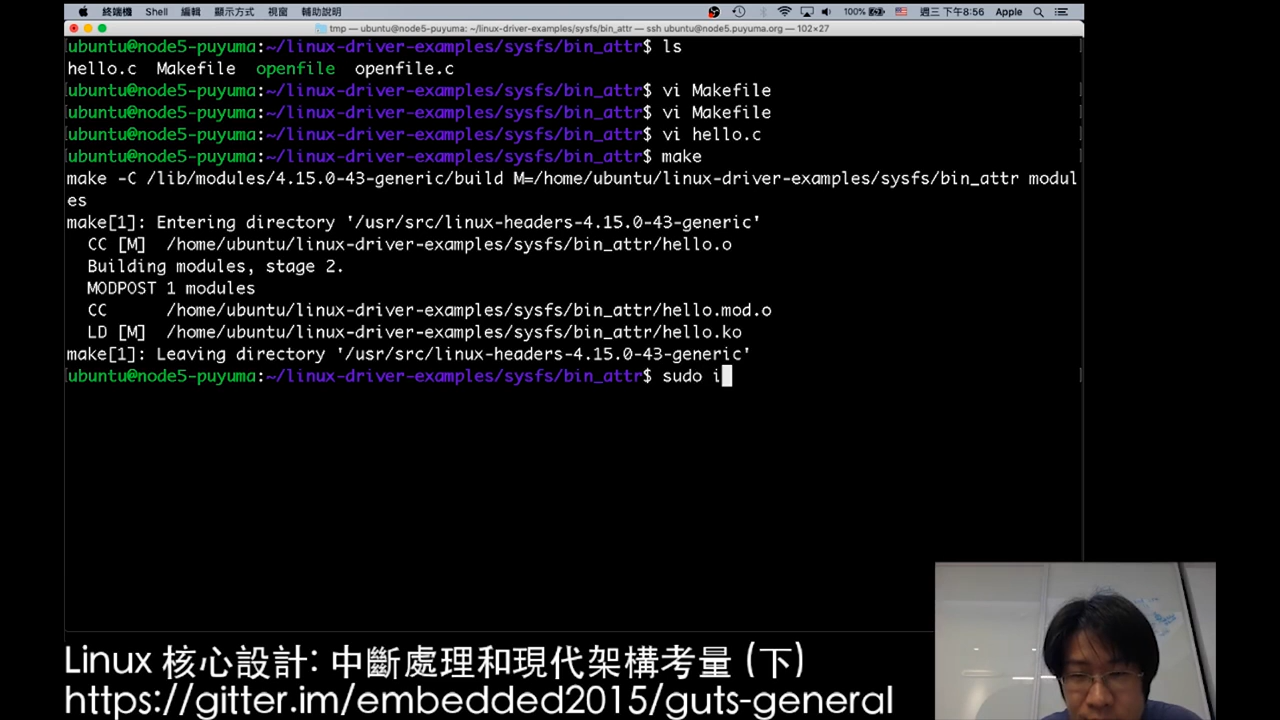 終端機 Shell 編輯 顯示方式 視窗 輔助說明 100% 週三 下午8:56 Apple
tmp — ubuntu@node5-puyuma: ~/linux-driver-examples/sysfs/bin_attr — ssh ubuntu@node5.puyuma.org — 102×27
ubuntu@node5-puyuma:~/linux-driver-examples/sysfs/bin_attr$ ls
hello.c  Makefile  openfile  openfile.c
ubuntu@node5-puyuma:~/linux-driver-examples/sysfs/bin_attr$ vi Makefile
ubuntu@node5-puyuma:~/linux-driver-examples/sysfs/bin_attr$ vi Makefile
ubuntu@node5-puyuma:~/linux-driver-examples/sysfs/bin_attr$ vi hello.c
ubuntu@node5-puyuma:~/linux-driver-examples/sysfs/bin_attr$ make
make -C /lib/modules/4.15.0-43-generic/build M=/home/ubuntu/linux-driver-examples/sysfs/bin_attr modul
es
make[1]: Entering directory '/usr/src/linux-headers-4.15.0-43-generic'
  CC [M]  /home/ubuntu/linux-driver-examples/sysfs/bin_attr/hello.o
  Building modules, stage 2.
  MODPOST 1 modules
  CC      /home/ubuntu/linux-driver-examples/sysfs/bin_attr/hello.mod.o
  LD [M]  /home/ubuntu/linux-driver-examples/sysfs/bin_attr/hello.ko
make[1]: Leaving directory '/usr/src/linux-headers-4.15.0-43-generic'
ubuntu@node5-puyuma:~/linux-driver-examples/sysfs/bin_attr$ sudo i
Linux 核心設計: 中斷處理和現代架構考量 (下)
https://gitter.im/embedded2015/guts-general